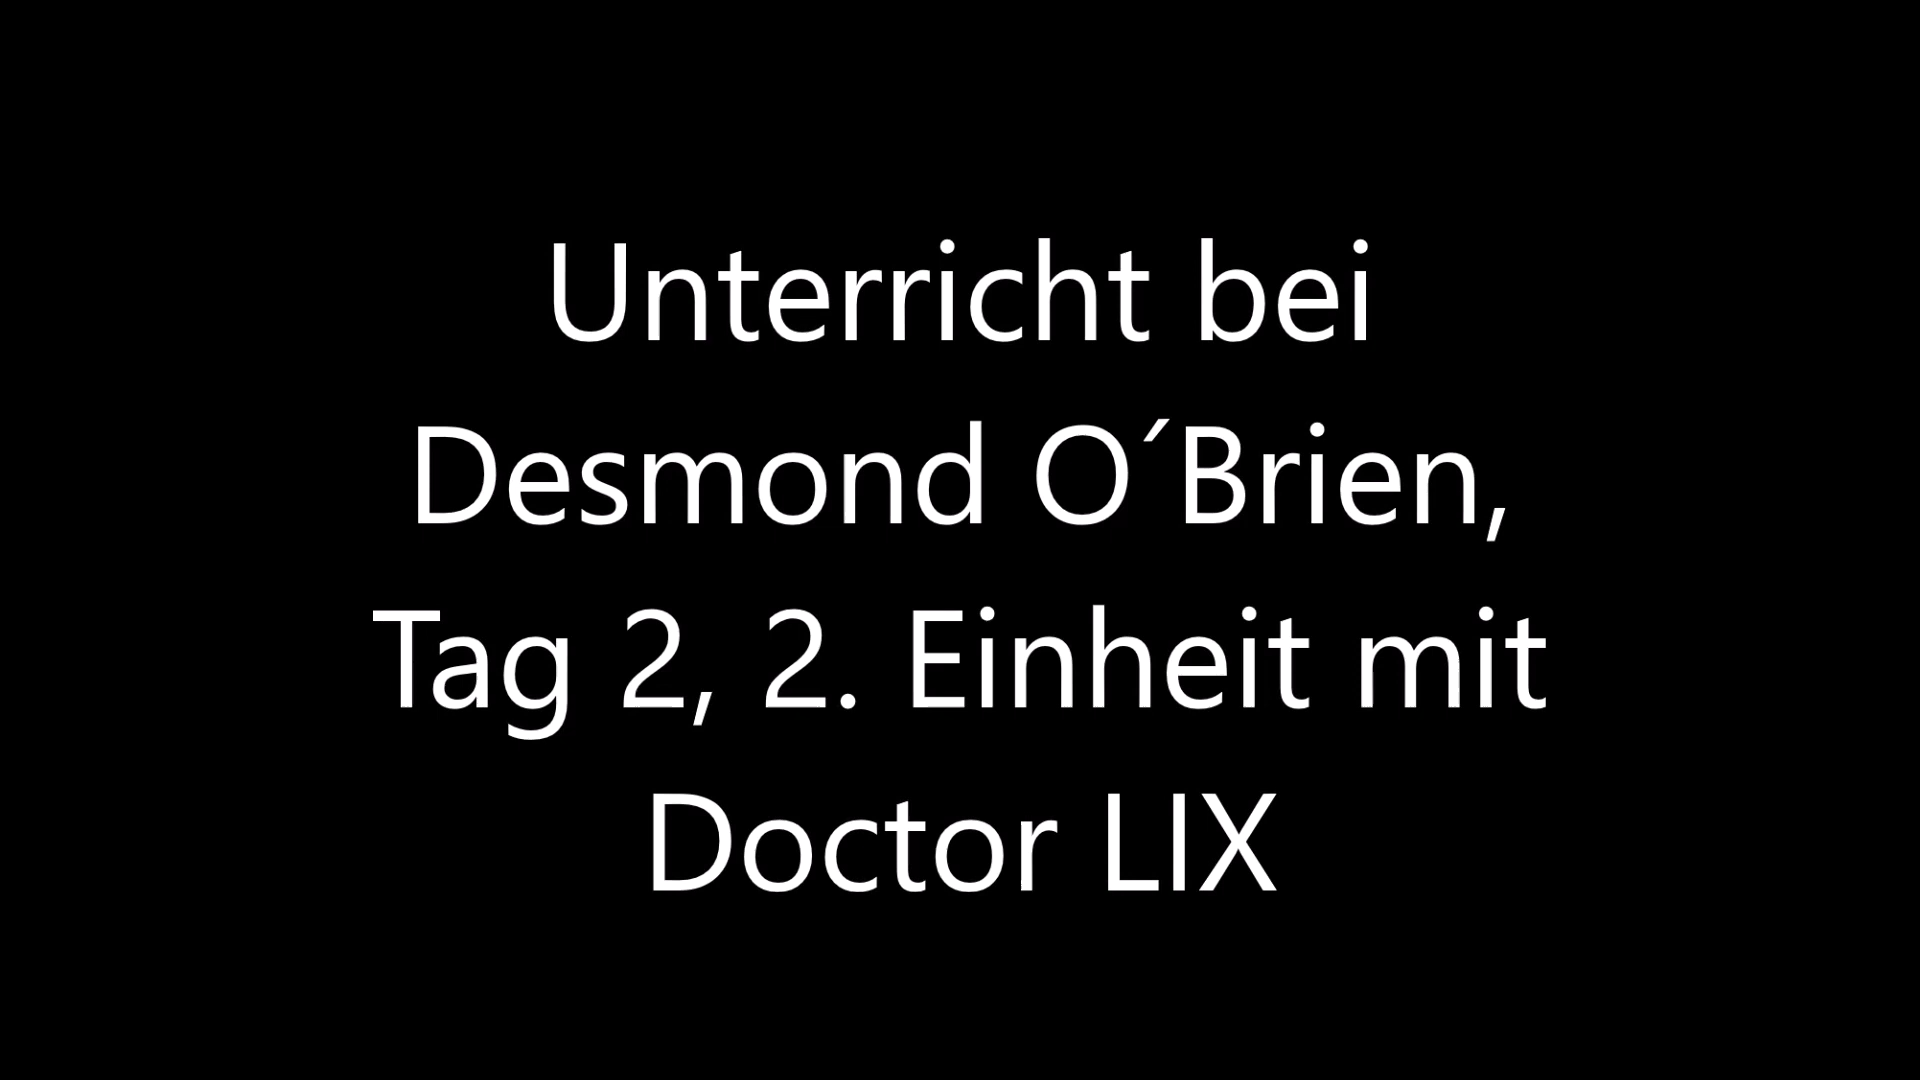 Unterricht bei
Desmond O´Brien,
Tag 2, 2. Einheit mit
Doctor LIX